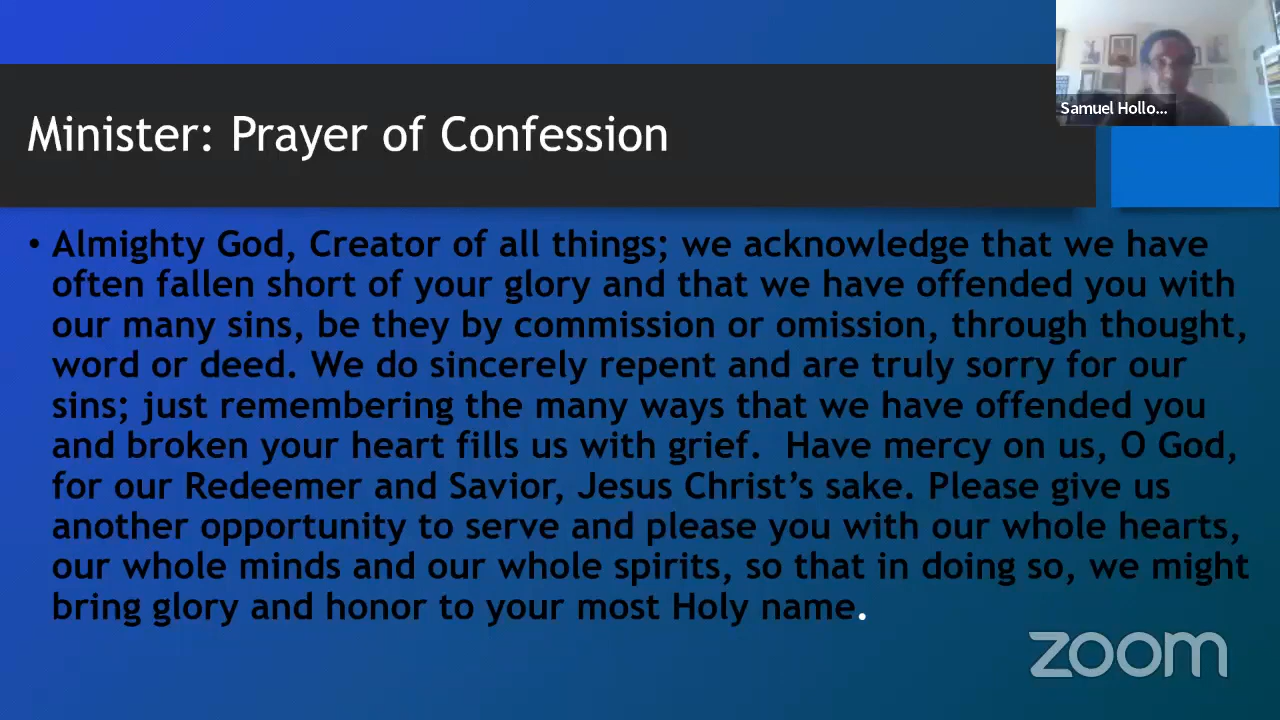 Samuel Hollo...
Minister: Prayer of Confession
• Almighty God, Creator of all things; we acknowledge that we have
often fallen short of your glory and that we have offended you with
our many sins, be they by commission or omission, through thought,
word or deed. We do sincerely repent and are truly sorry for our
sins; just remembering the many ways that we have offended you
and broken your heart fills us with grief.  Have mercy on us, O God,
for our Redeemer and Savior, Jesus Christ’s sake. Please give us
another opportunity to serve and please you with our whole hearts,
our whole minds and our whole spirits, so that in doing so, we might
bring glory and honor to your most Holy name.
zoom